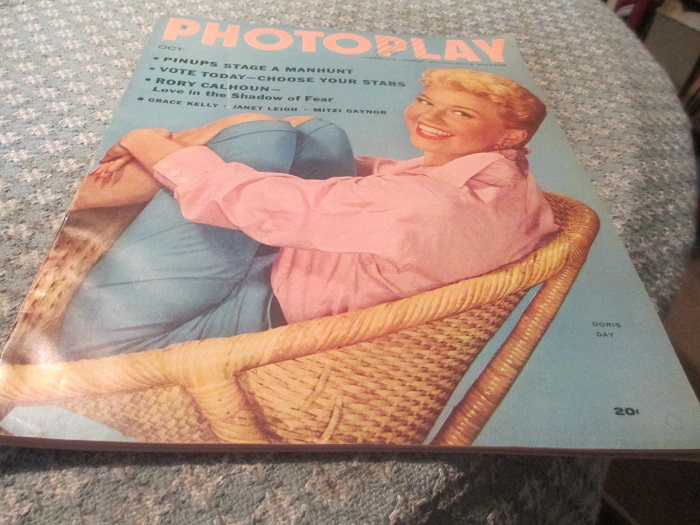 PHOTOPLAY
OCT.
• PINUPS STAGE A MANHUNT
• VOTE TODAY—CHOOSE YOUR STARS
• RORY CALHOUN—
Love in the Shadow of Fear
• GRACE KELLY · JANET LEIGH · MITZI GAYNOR
DORIS
DAY
20¢